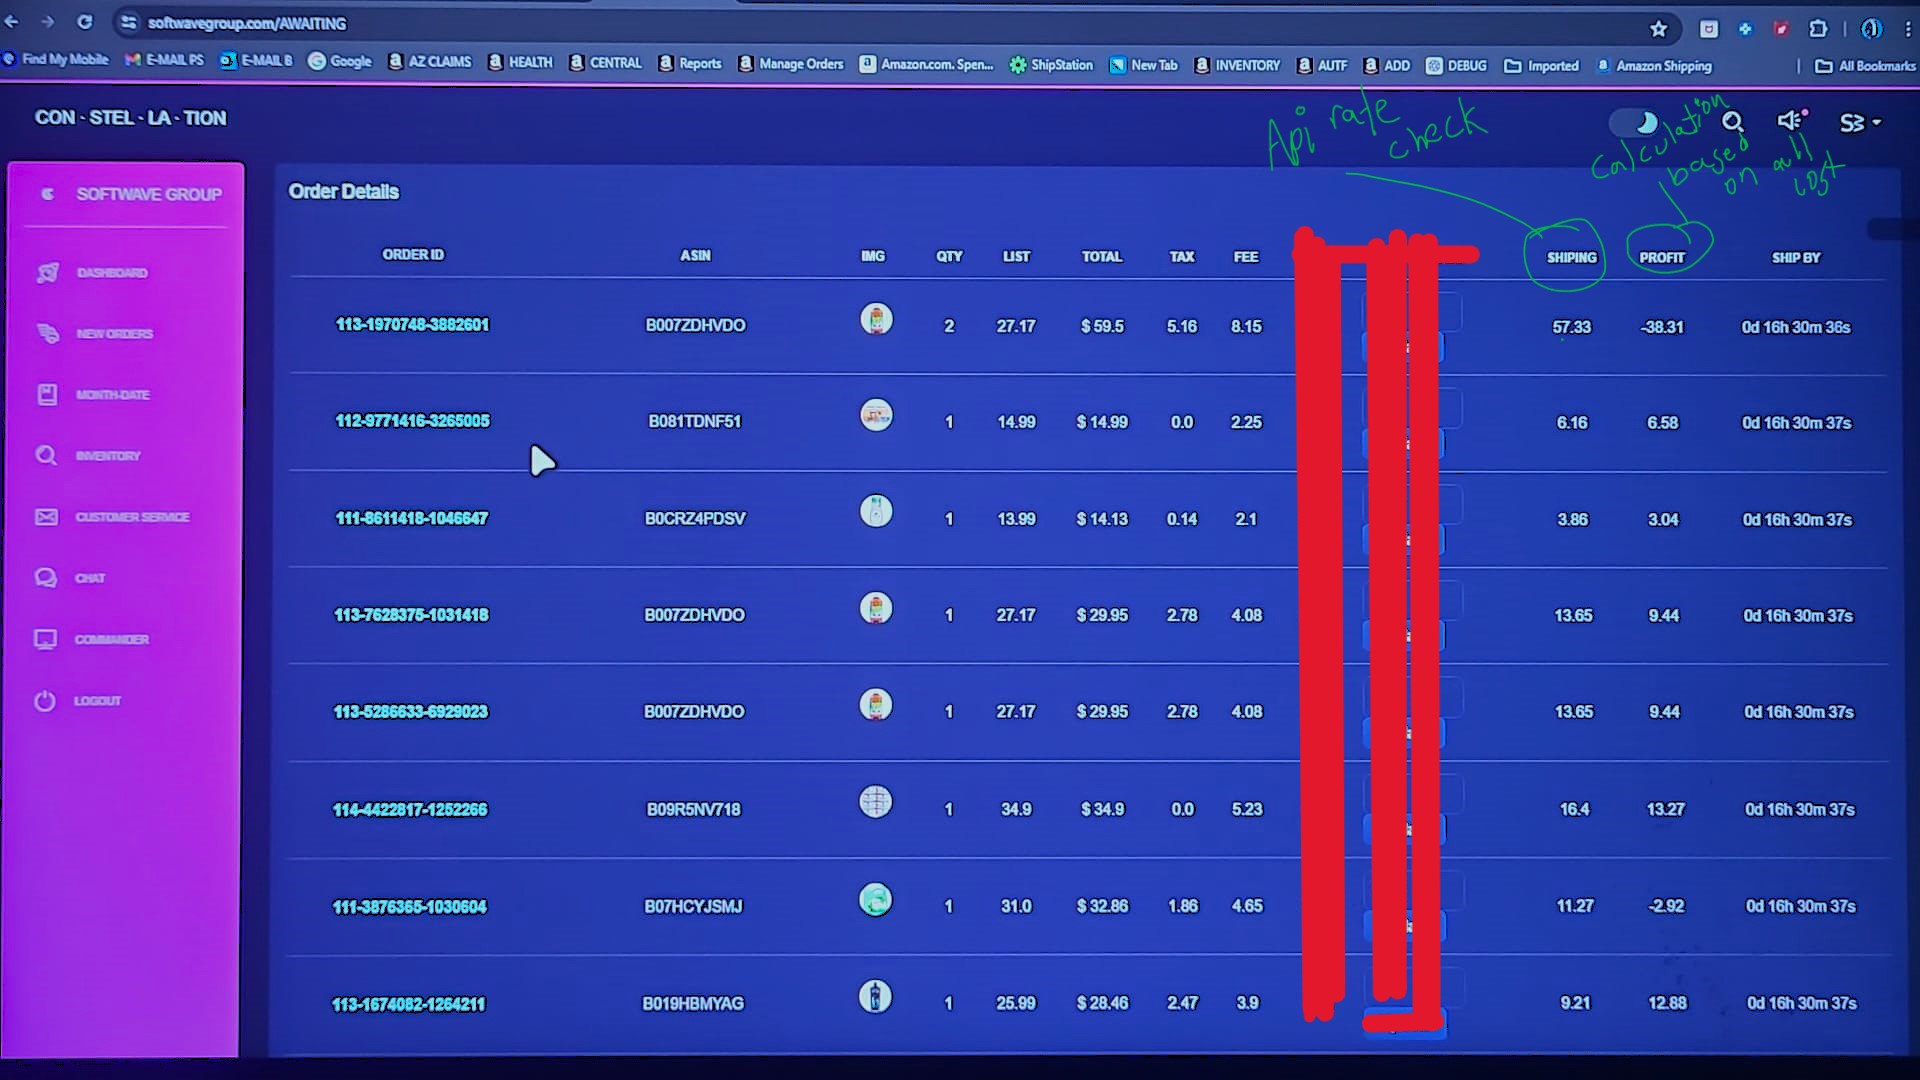 softwavegroup.com/AWAITING
Find My Mobile E-MAIL PS E-MAIL B Google AZ CLAIMS HEALTH CENTRAL Reports Manage Orders Amazon.com. Spen... ShipStation New Tab INVENTORY AUTF ADD DEBUG Imported Amazon Shipping All Bookmarks
CON - STEL - LA - TION
Api rate check
calculation based on all cost
SOFTWAVE GROUP
DASHBOARD
NEW ORDERS
MONTH-DATE
INVENTORY
CUSTOMER SERVICE
CHAT
COMMANDER
LOGOUT
Order Details
ORDER ID ASIN IMG QTY LIST TOTAL TAX FEE SHIPING PROFIT SHIP BY
113-1970748-3882601 B007ZDHVDO 2 27.17 $ 59.5 5.16 8.15 57.33 -38.31 0d 16h 30m 36s
112-9771416-3265005 B081TDNF51 1 14.99 $ 14.99 0.0 2.25 6.16 6.58 0d 16h 30m 37s
111-8611418-1046647 B0CRZ4PDSV 1 13.99 $ 14.13 0.14 2.1 3.86 3.04 0d 16h 30m 37s
113-7628375-1031418 B007ZDHVDO 1 27.17 $ 29.95 2.78 4.08 13.65 9.44 0d 16h 30m 37s
113-5286633-6929023 B007ZDHVDO 1 27.17 $ 29.95 2.78 4.08 13.65 9.44 0d 16h 30m 37s
114-4422817-1252266 B09R5NV718 1 34.9 $ 34.9 0.0 5.23 16.4 13.27 0d 16h 30m 37s
111-3876365-1030604 B07HCYJSMJ 1 31.0 $ 32.86 1.86 4.65 11.27 -2.92 0d 16h 30m 37s
113-1674082-1264211 B019HBMYAG 1 25.99 $ 28.46 2.47 3.9 9.21 12.88 0d 16h 30m 37s